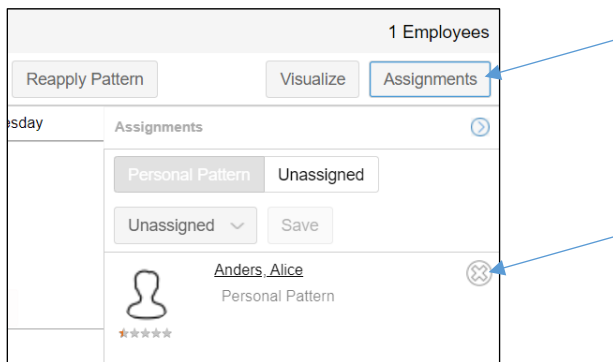 1 Employees
Reapply Pattern Visualize Assignments
esday Assignments
Personal Pattern Unassigned
Unassigned Save
Anders, Alice
Personal Pattern